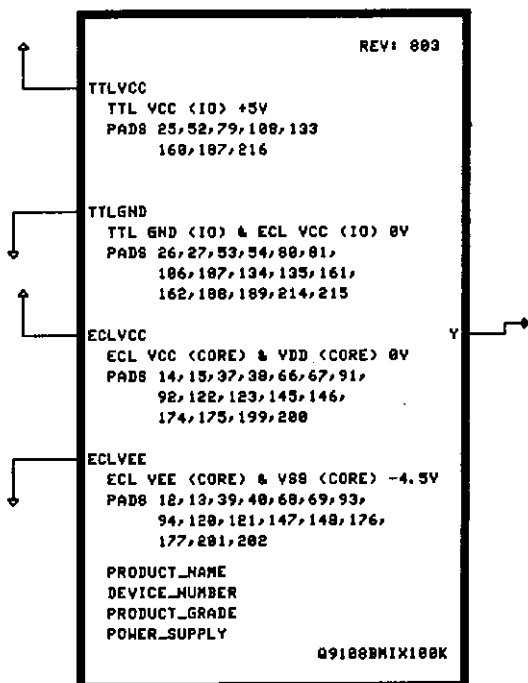 REV: 803
TTLVCC
TTL VCC (IO) +5V
PADS 25,52,79,108,133
160,187,216
TTLGND
TTL GND (IO) & ECL VCC (IO) 0V
PADS 26,27,53,54,80,81,
106,107,134,135,161,
162,188,189,214,215
ECLVCC
Y
ECL VCC (CORE) & VDD (CORE) 0V
PADS 14,15,37,38,66,67,91,
92,122,123,145,146,
174,175,199,200
ECLVEE
ECL VEE (CORE) & VSS (CORE) -4.5V
PADS 12,13,39,40,68,69,93,
94,120,121,147,148,176,
177,201,202
PRODUCT_NAME
DEVICE_NUMBER
PRODUCT_GRADE
POWER_SUPPLY
Q9100BMIX100K